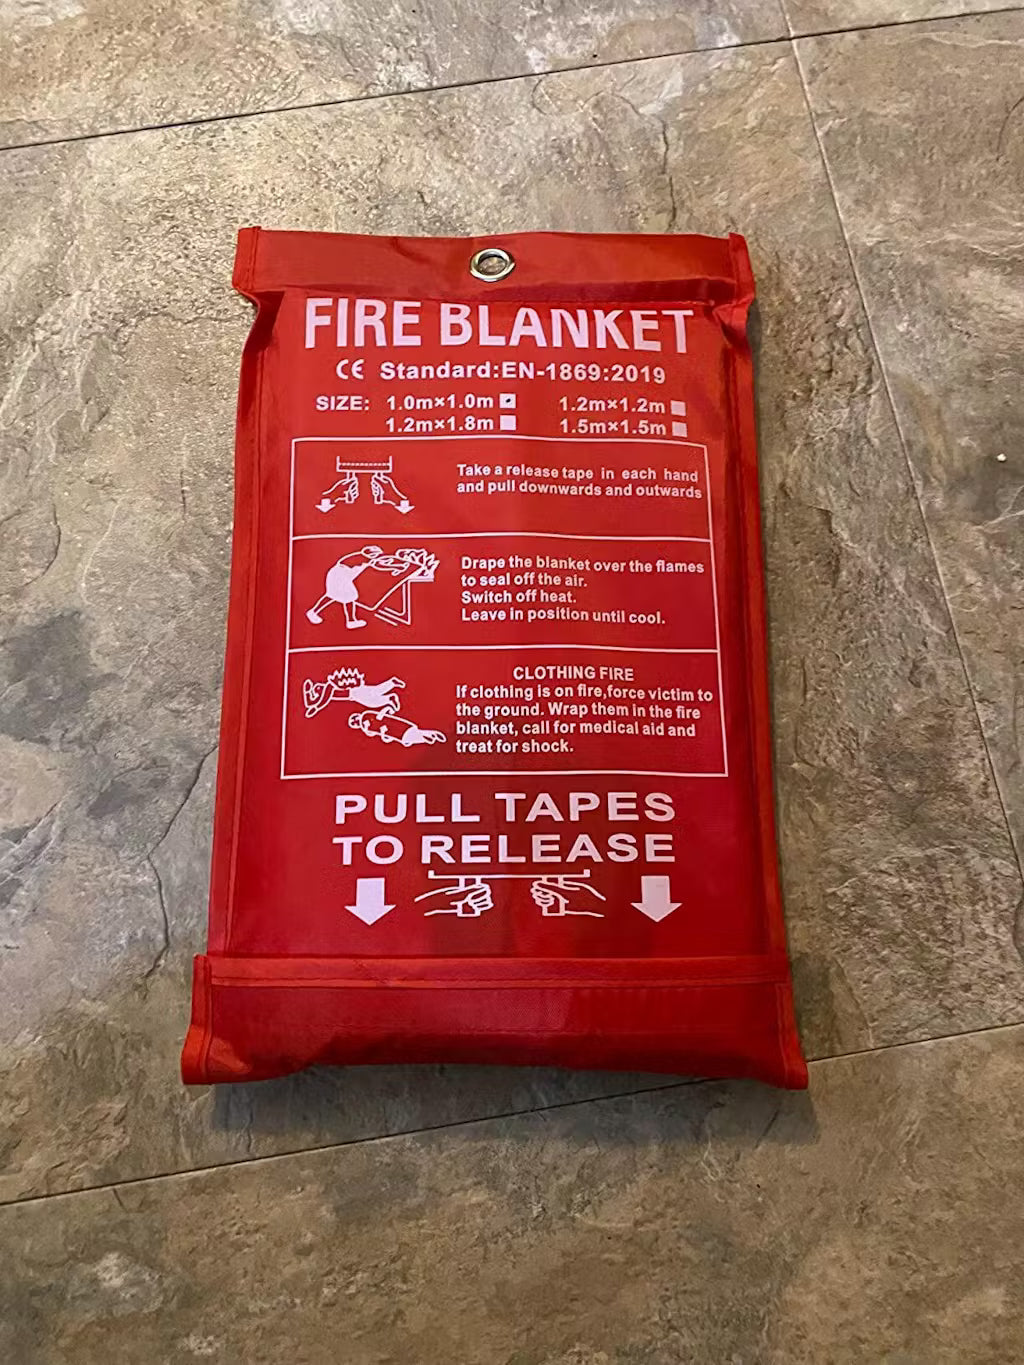 FIRE BLANKET
CE Standard:EN-1869:2019
SIZE: 1.0m×1.0m 1.2m×1.2m
1.2m×1.8m 1.5m×1.5m
Take a release tape in each hand
and pull downwards and outwards
Drape the blanket over the flames
to seal off the air.
Switch off heat.
Leave in position until cool.
CLOTHING FIRE
If clothing is on fire,force victim to
the ground. Wrap them in the fire
blanket, call for medical aid and
treat for shock.
PULL TAPES
TO RELEASE